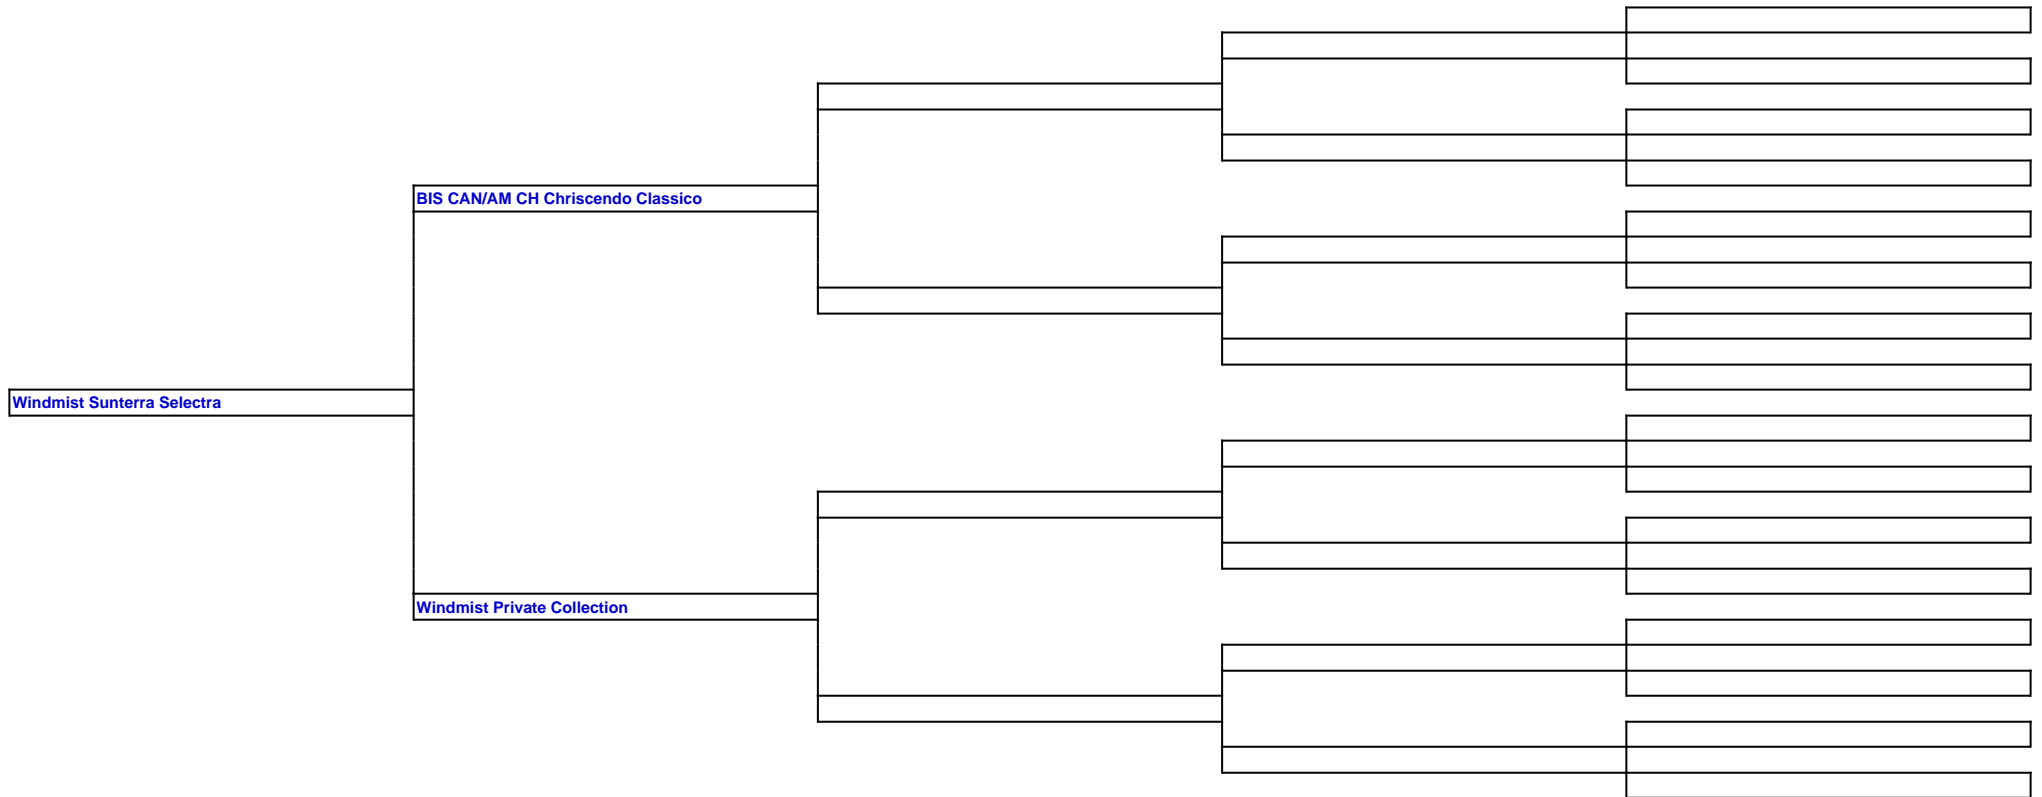 BIS CAN/AM CH Chriscendo Classico
Windmist Sunterra Selectra
Windmist Private Collection